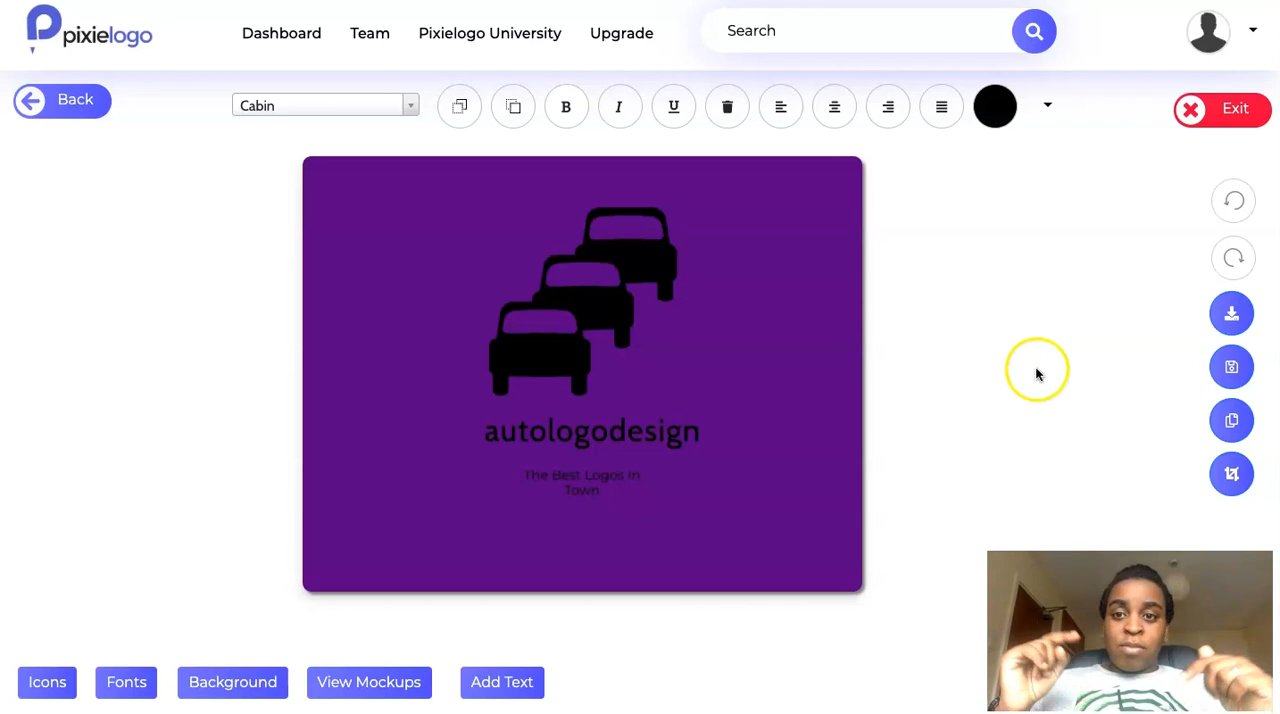 pixielogo
Dashboard
Team
Pixielogo University
Upgrade
Search
Back
Cabin
B
I
U
Exit
autologodesign
The Best Logos In
Town
Icons
Fonts
Background
View Mockups
Add Text